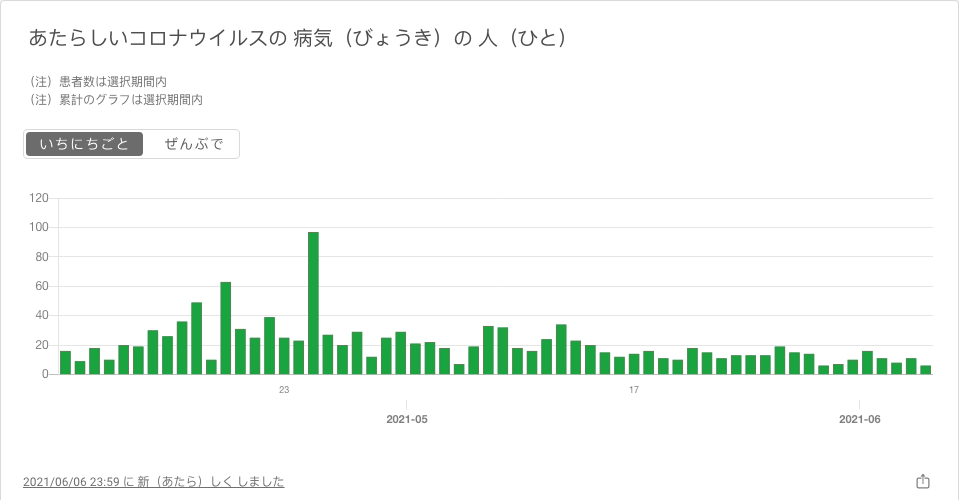 あたらしいコロナウイルスの 病気（びょうき）の 人（ひと）
（注）患者数は選択期間内
（注）累計のグラフは選択期間内
いちにちごと ぜんぶで
120
100
80
60
40
20
0
23 17
2021-05 2021-06
2021/06/06 23:59 に 新（あたら）しく しました